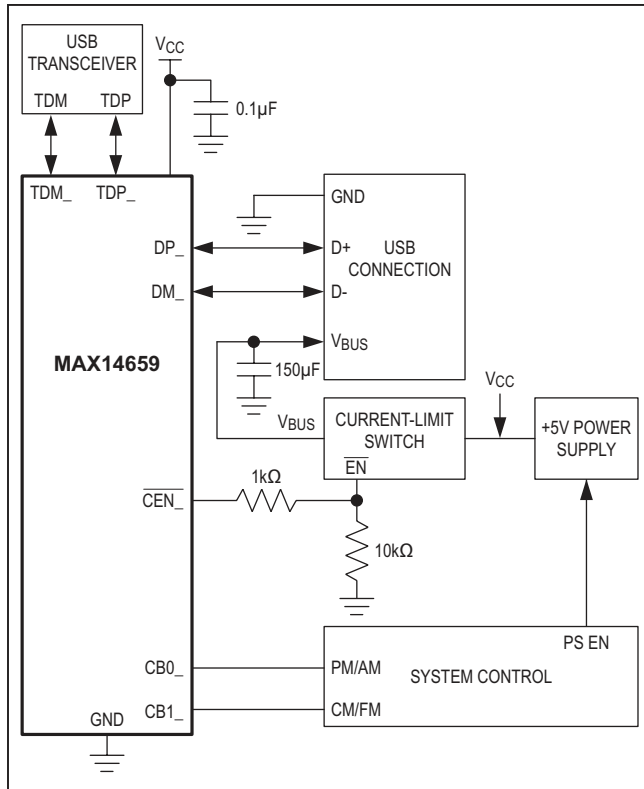 USB
TRANSCEIVER
TDM TDP
VCC
0.1µF
TDM_ TDP_
GND
DP_
D+
USB
CONNECTION
DM_
D-
VBUS
MAX14659
150µF
VCC
VBUS
CURRENT-LIMIT
SWITCH
EN
+5V POWER
SUPPLY
1kΩ
CEN_
10kΩ
PS EN
CB0_
PM/AM
SYSTEM CONTROL
CB1_
CM/FM
GND